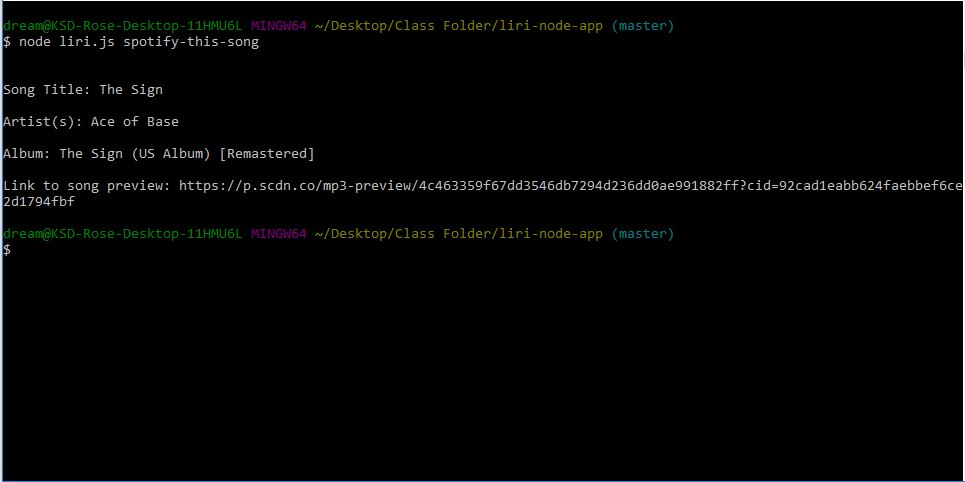 dream@KSD-Rose-Desktop-11HMU6L MINGW64 ~/Desktop/Class Folder/liri-node-app (master)
$ node liri.js spotify-this-song
Song Title: The Sign
Artist(s): Ace of Base
Album: The Sign (US Album) [Remastered]
Link to song preview: https://p.scdn.co/mp3-preview/4c463359f67dd3546db7294d236dd0ae991882ff?cid=92cad1eabb624faebbef6ce
2d1794fbf
dream@KSD-Rose-Desktop-11HMU6L MINGW64 ~/Desktop/Class Folder/liri-node-app (master)
$